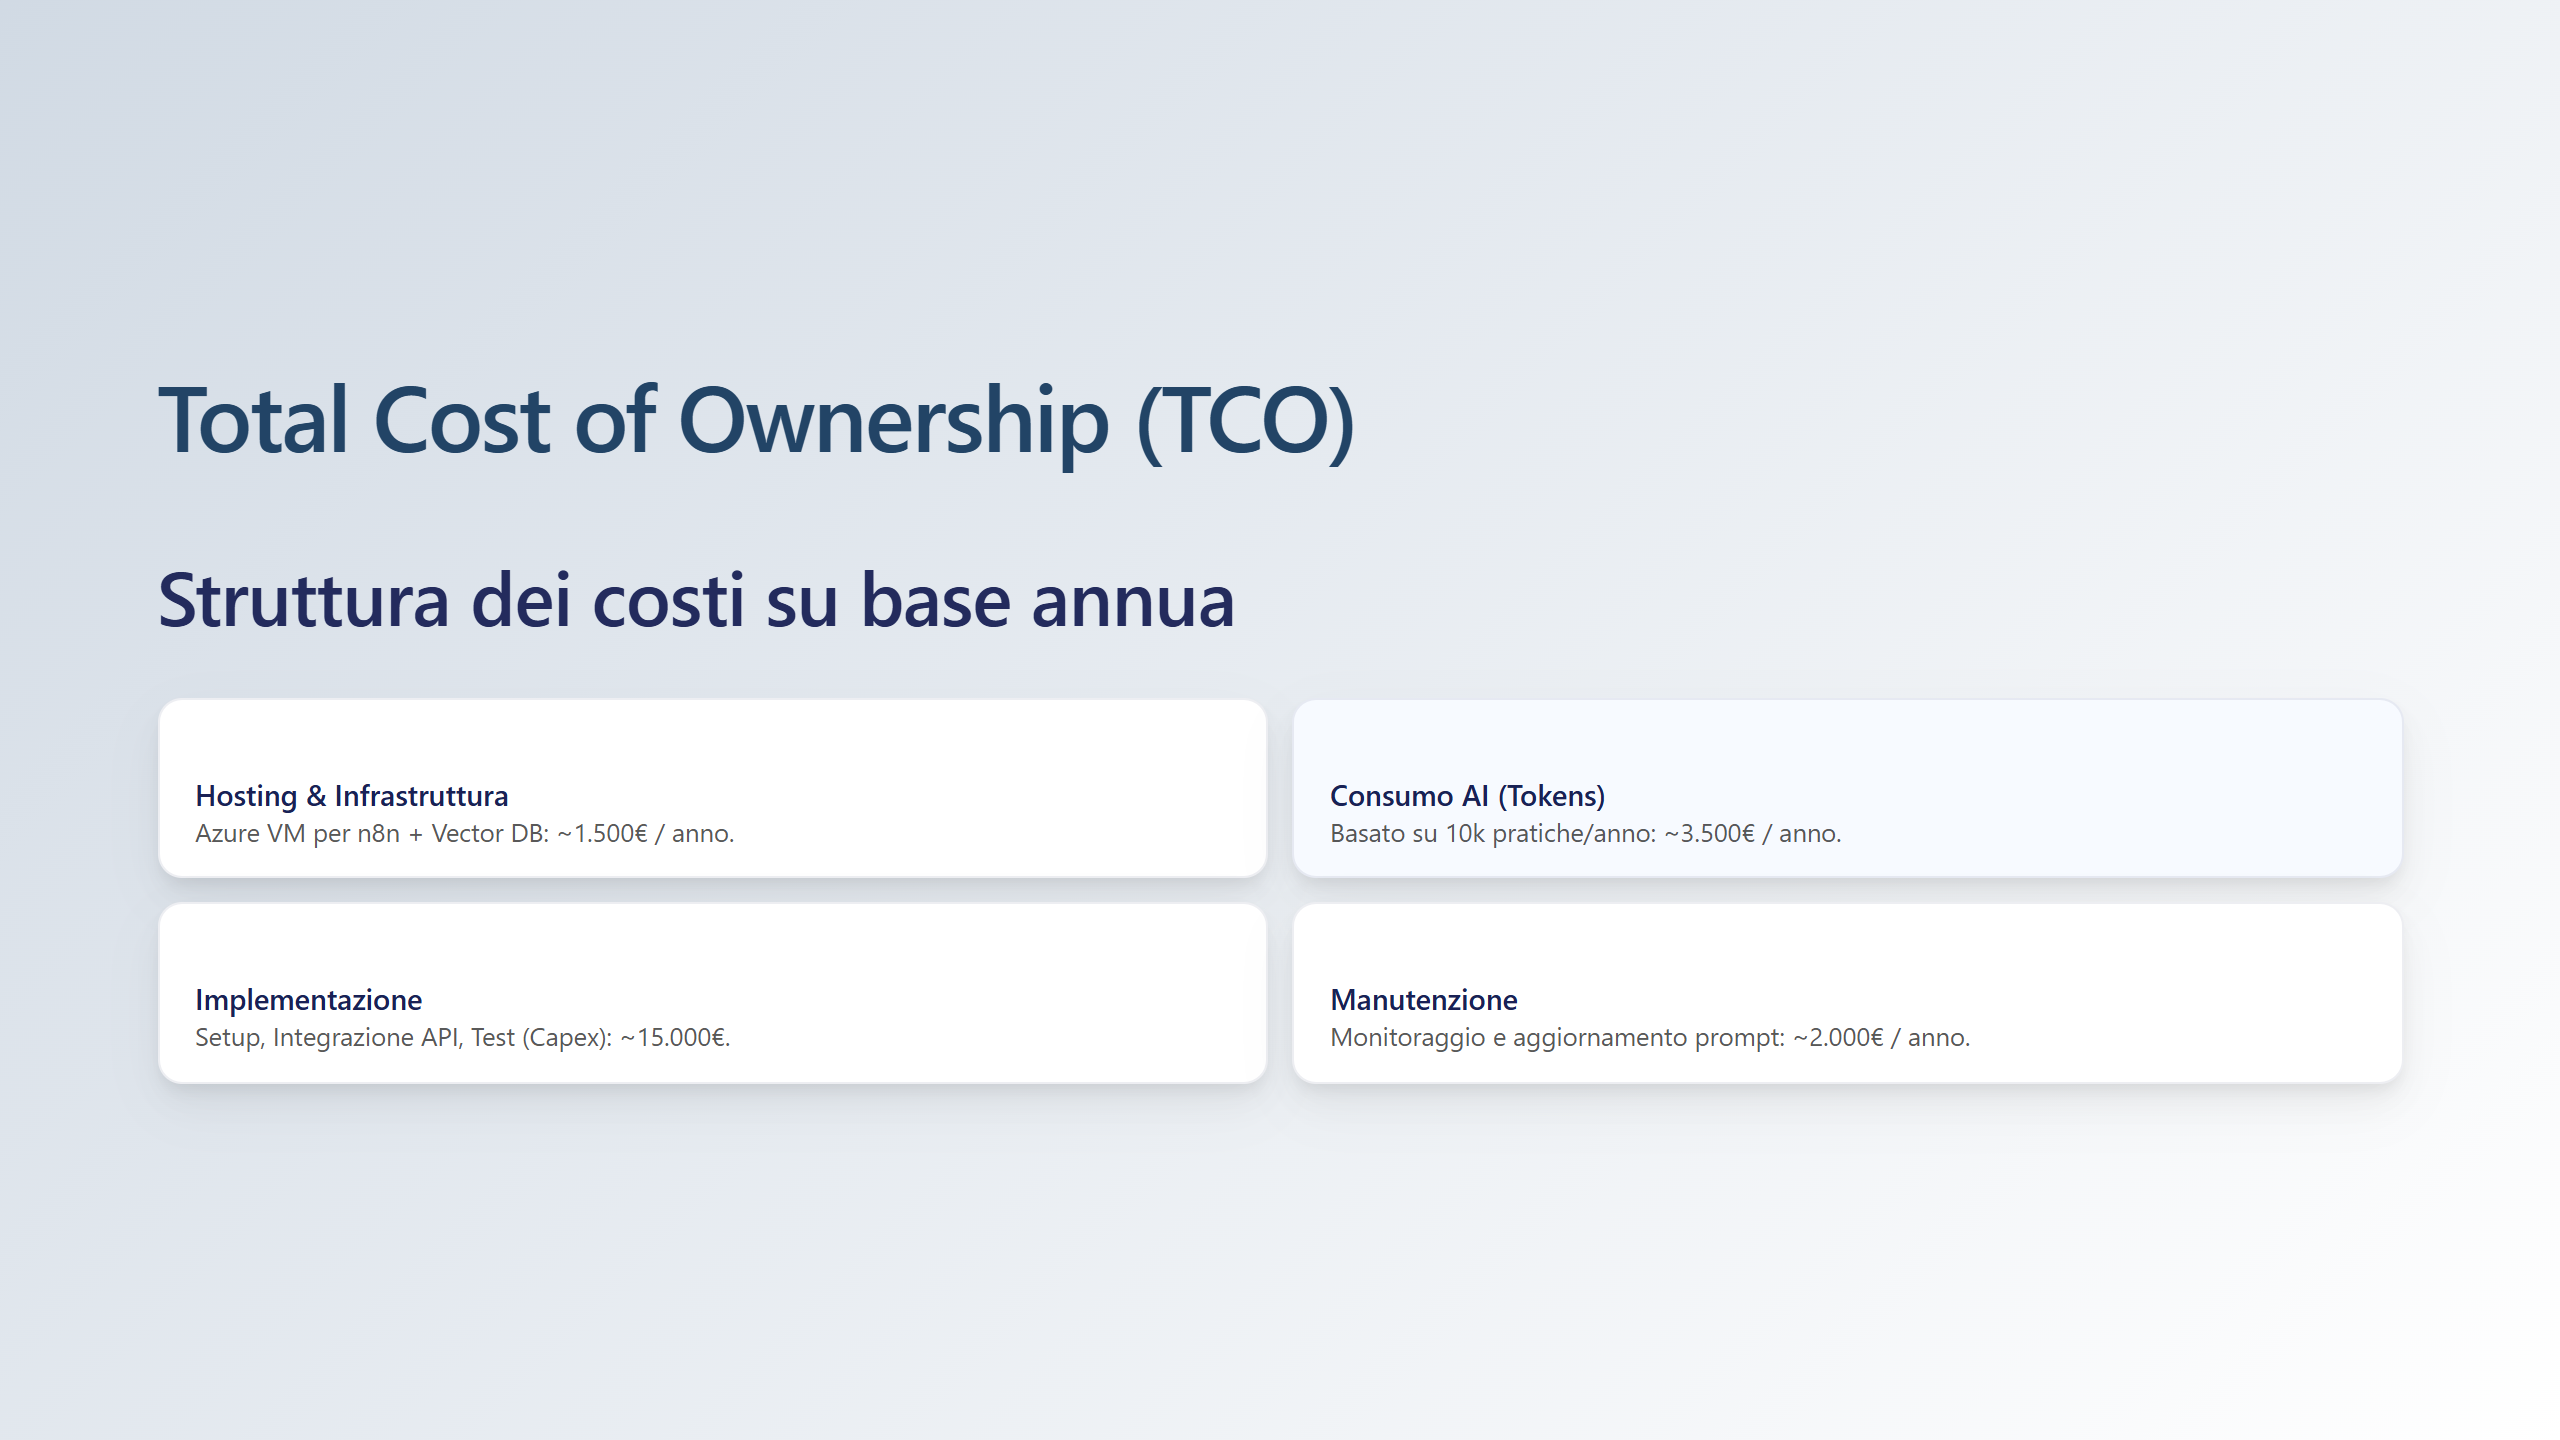 Total Cost of Ownership (TCO)
Struttura dei costi su base annua
Hosting & Infrastruttura
Azure VM per n8n + Vector DB: ~1.500€ / anno.
Consumo AI (Tokens)
Basato su 10k pratiche/anno: ~3.500€ / anno.
Implementazione
Setup, Integrazione API, Test (Capex): ~15.000€.
Manutenzione
Monitoraggio e aggiornamento prompt: ~2.000€ / anno.